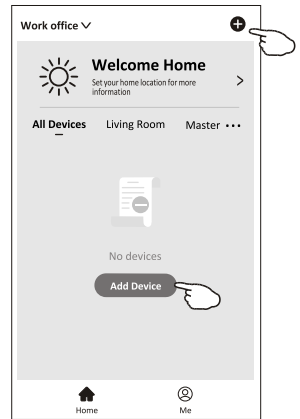 Work office
Welcome Home
Set your home location for more
information
All Devices Living Room Master
No devices
Add Device
Home Me